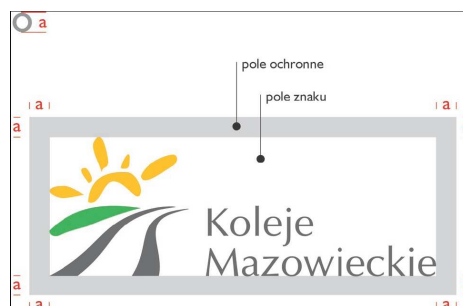 a
pole ochronne
pole znaku
a a
a
Koleje
Mazowieckie
a
a a